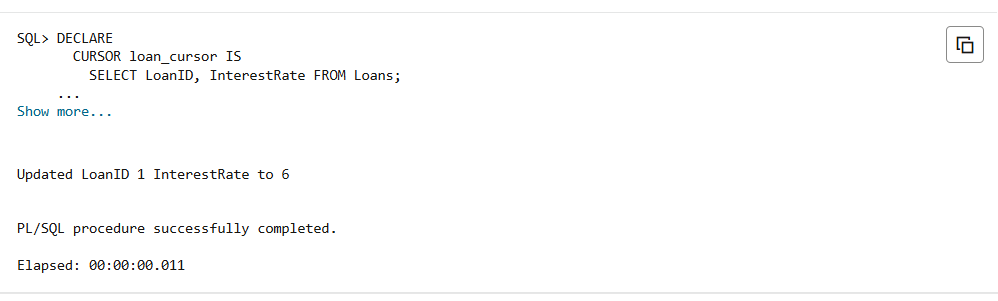 SQL> DECLARE
CURSOR loan_cursor IS
SELECT LoanID, InterestRate FROM Loans;
...
Show more...
Updated LoanID 1 InterestRate to 6
PL/SQL procedure successfully completed.
Elapsed: 00:00:00.011